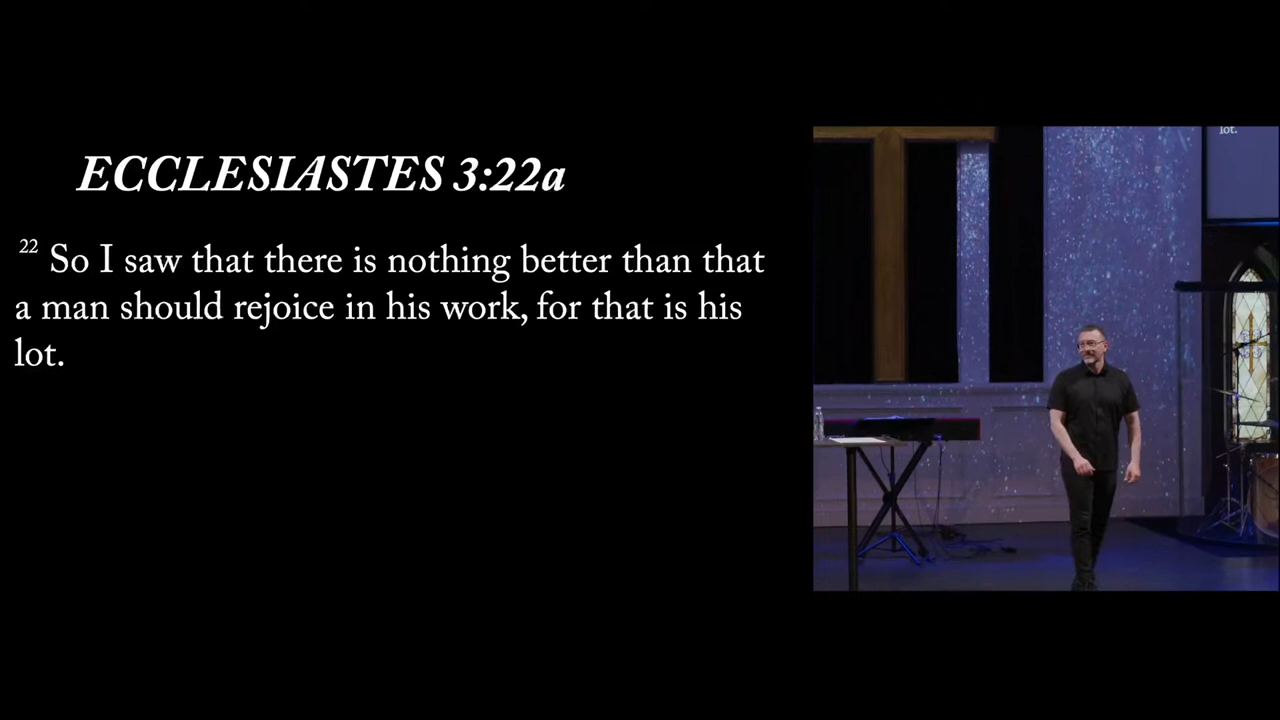 ECCLESIASTES 3:22a
22 So I saw that there is nothing better than that
a man should rejoice in his work, for that is his
lot.
lot.